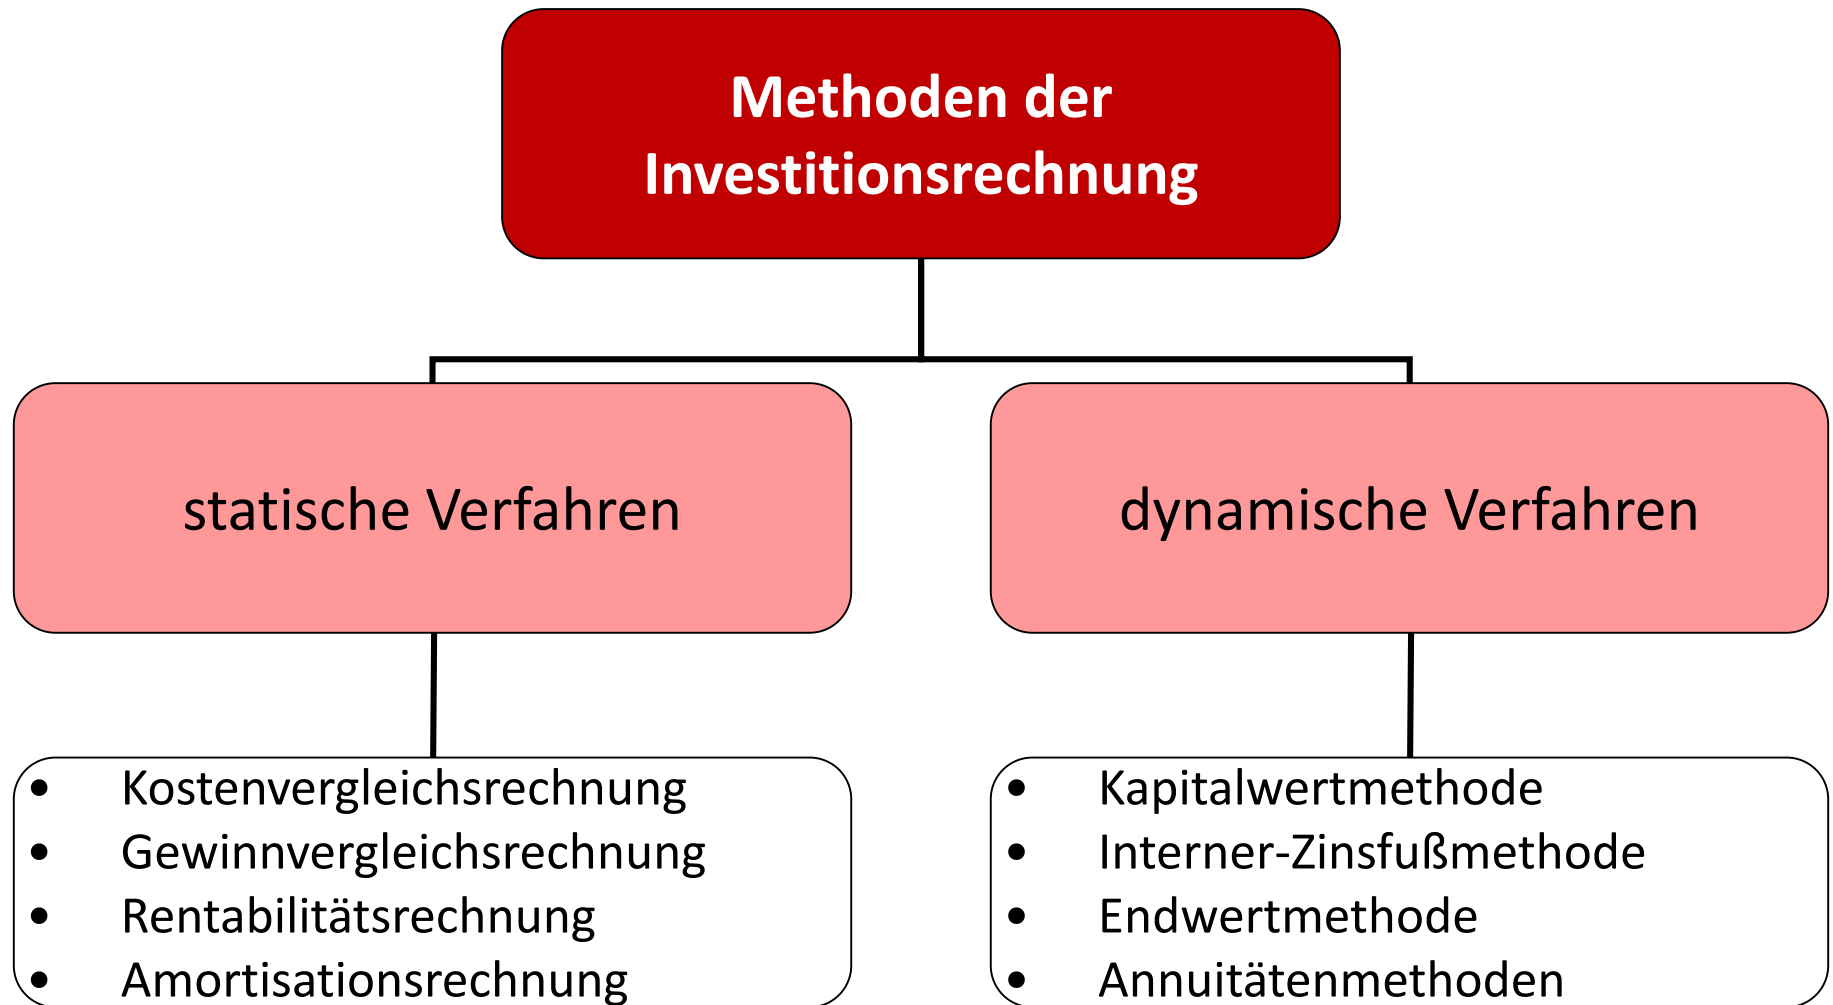 Methoden der
Investitionsrechnung
statische Verfahren
dynamische Verfahren
• Kostenvergleichsrechnung
• Gewinnvergleichsrechnung
• Rentabilitätsrechnung
• Amortisationsrechnung
• Kapitalwertmethode
• Interner-Zinsfußmethode
• Endwertmethode
• Annuitätenmethoden